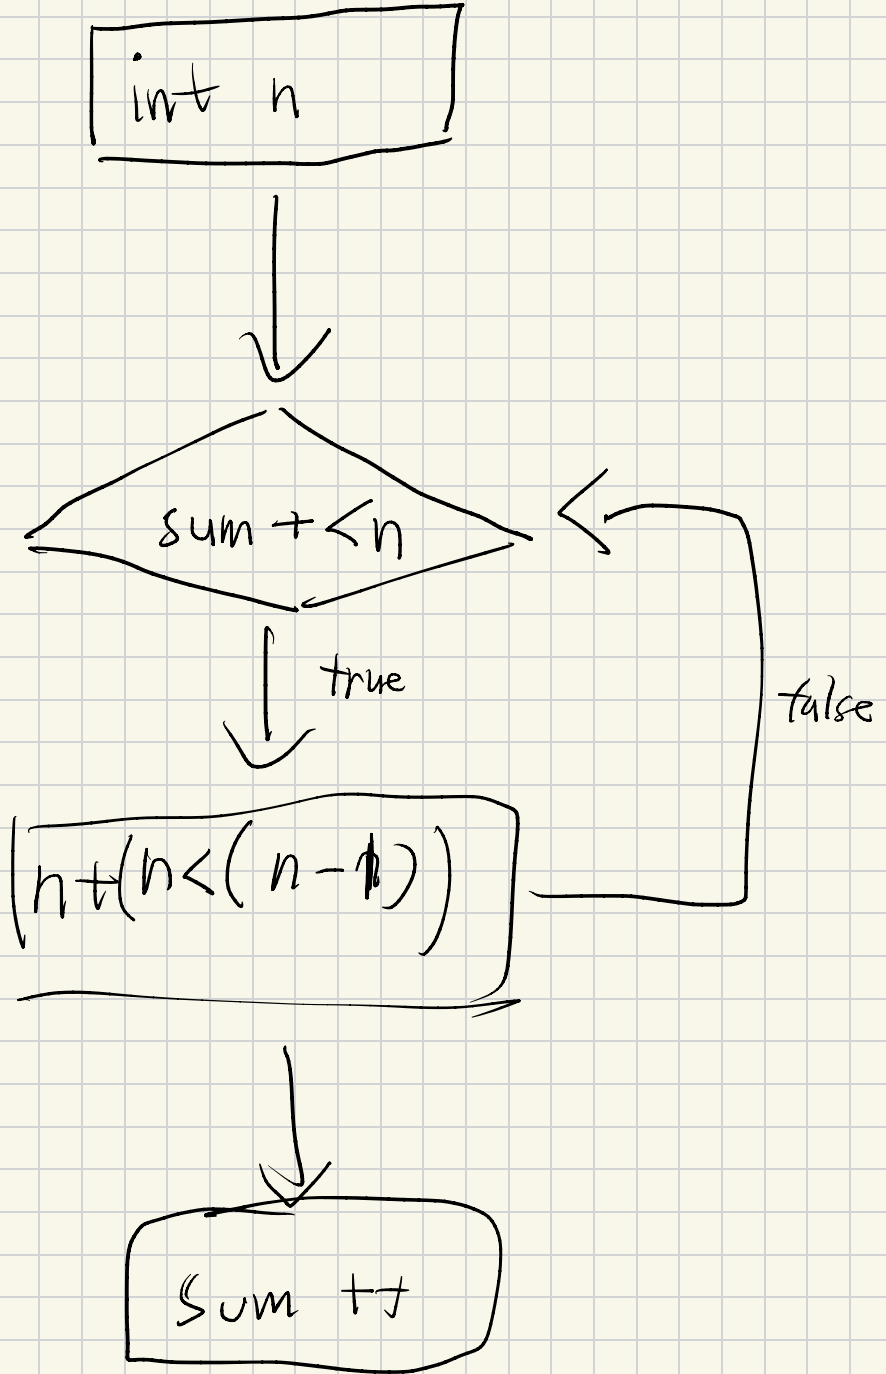 int n
sum + <n
true
false
n+(n<(n-1))
sum ++